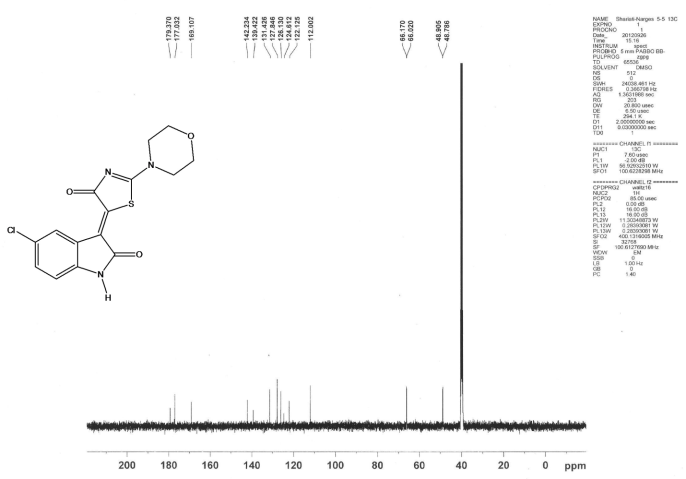 179.370
177.032
169.107
142.234
139.422
131.426
127.846
126.130
124.612
122.125
112.002
66.170
66.020
48.905
48.786
NAME Sheriafi-Narges 5-5 13C
EXPNO 1
PROCNO 1
Date_ 20120926
Time 15.16
INSTRUM spect
PROBHD 5 mm PABBO BB-
PULPROG zgpg
TD 65536
SOLVENT DMSO
NS 512
DS 0
SWH 24038.461 Hz
FIDRES 0.366798 Hz
AQ 1.3631988 sec
RG 203
DW 20.800 usec
DE 6.50 usec
TE 294.1 K
D1 2.00000000 sec
D11 0.03000000 sec
TD0 1
======== CHANNEL f1 ========
NUC1 13C
P1 7.60 usec
PL1 -2.00 dB
PL1W 56.92932510 W
SFO1 100.6228298 MHz
======== CHANNEL f2 ========
CPDPRG2 waltz16
NUC2 1H
PCPD2 85.00 usec
PL2 0.00 dB
PL12 16.00 dB
PL13 16.00 dB
PL2W 11.30346873 W
PL12W 0.28393081 W
PL13W 0.28393081 W
SFO2 400.1316005 MHz
SI 32768
SF 100.6127690 MHz
WDW EM
SSB 0
LB 1.00 Hz
GB 0
PC 1.40
O
N
N
O
S
Cl
O
N
H
200 180 160 140 120 100 80 60 40 20 0 ppm